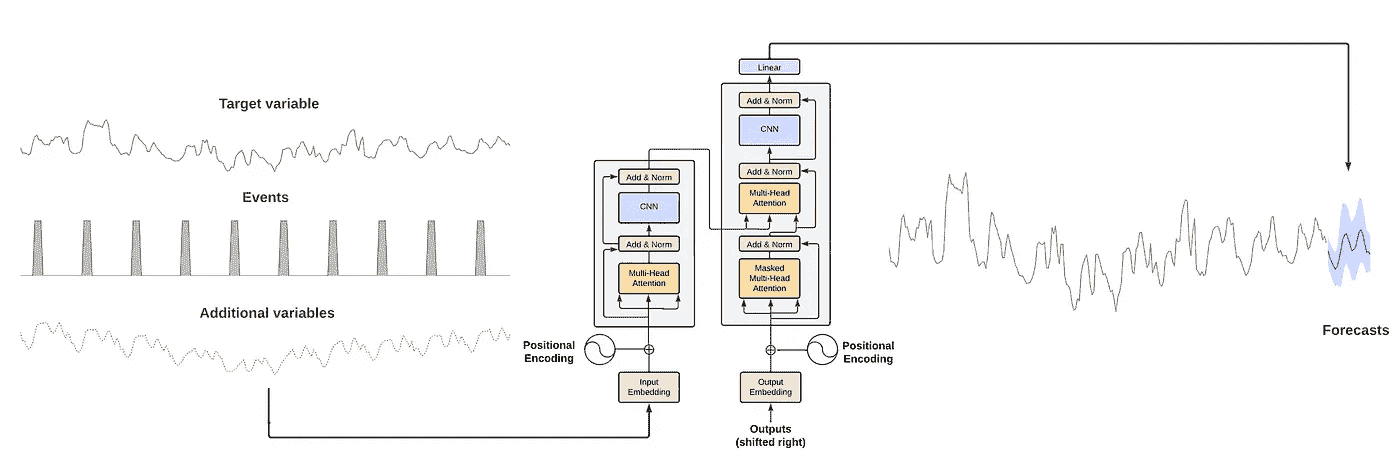 Target variable
Events
Additional variables
Add & Norm
CNN
Add & Norm
Multi-Head
Attention
Positional
Encoding
Input
Embedding
Linear
Add & Norm
CNN
Add & Norm
Multi-Head
Attention
Add & Norm
Masked
Multi-Head
Attention
Positional
Encoding
Output
Embedding
Outputs
(shifted right)
Forecasts